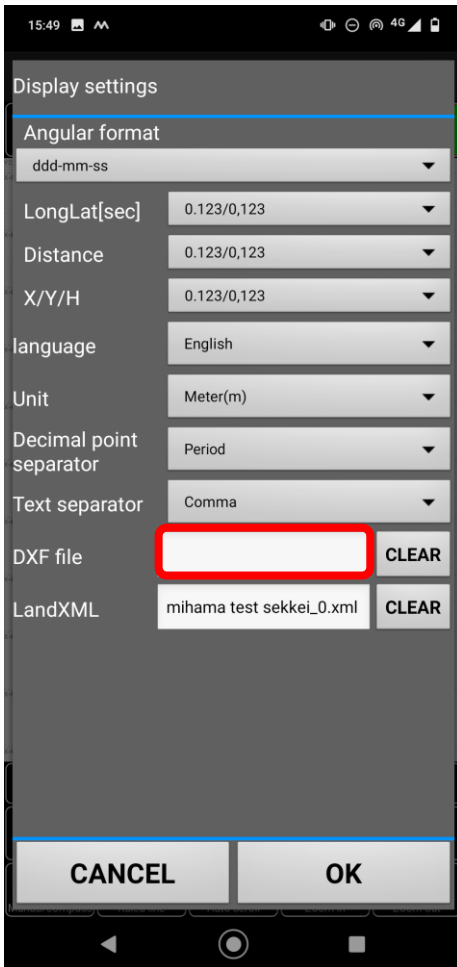 15:49
4G
Display settings
Angular format
ddd-mm-ss
LongLat[sec] 0.123/0,123
Distance 0.123/0,123
X/Y/H 0.123/0,123
language English
Unit Meter(m)
Decimal point
separator Period
Text separator Comma
DXF file CLEAR
LandXML mihama test sekkei_0.xml CLEAR
CANCEL OK